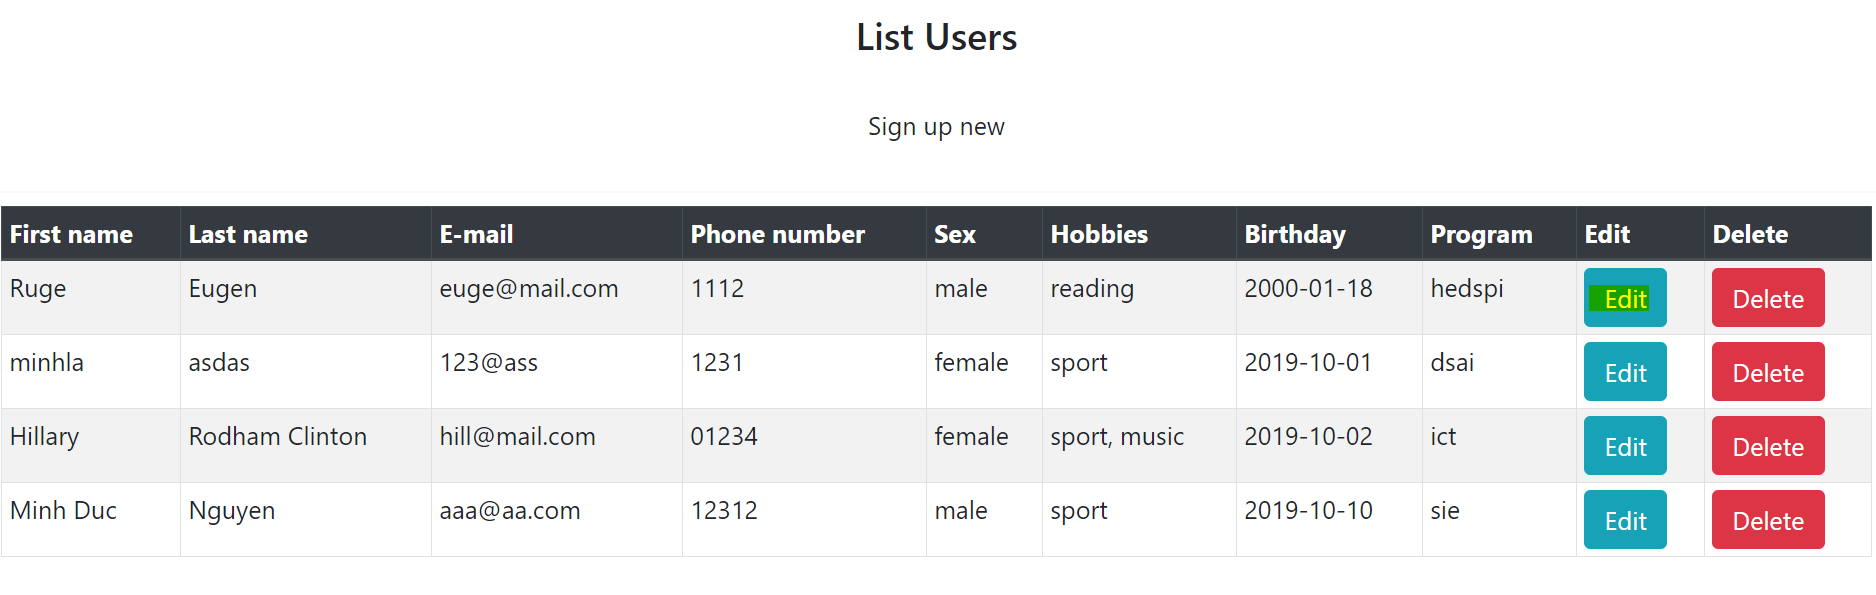 List Users
Sign up new
First name Last name E-mail Phone number Sex Hobbies Birthday Program Edit Delete
Ruge Eugen euge@mail.com 1112 male reading 2000-01-18 hedspi Edit Delete
minhla asdas 123@ass 1231 female sport 2019-10-01 dsai Edit Delete
Hillary Rodham Clinton hill@mail.com 01234 female sport, music 2019-10-02 ict Edit Delete
Minh Duc Nguyen aaa@aa.com 12312 male sport 2019-10-10 sie Edit Delete